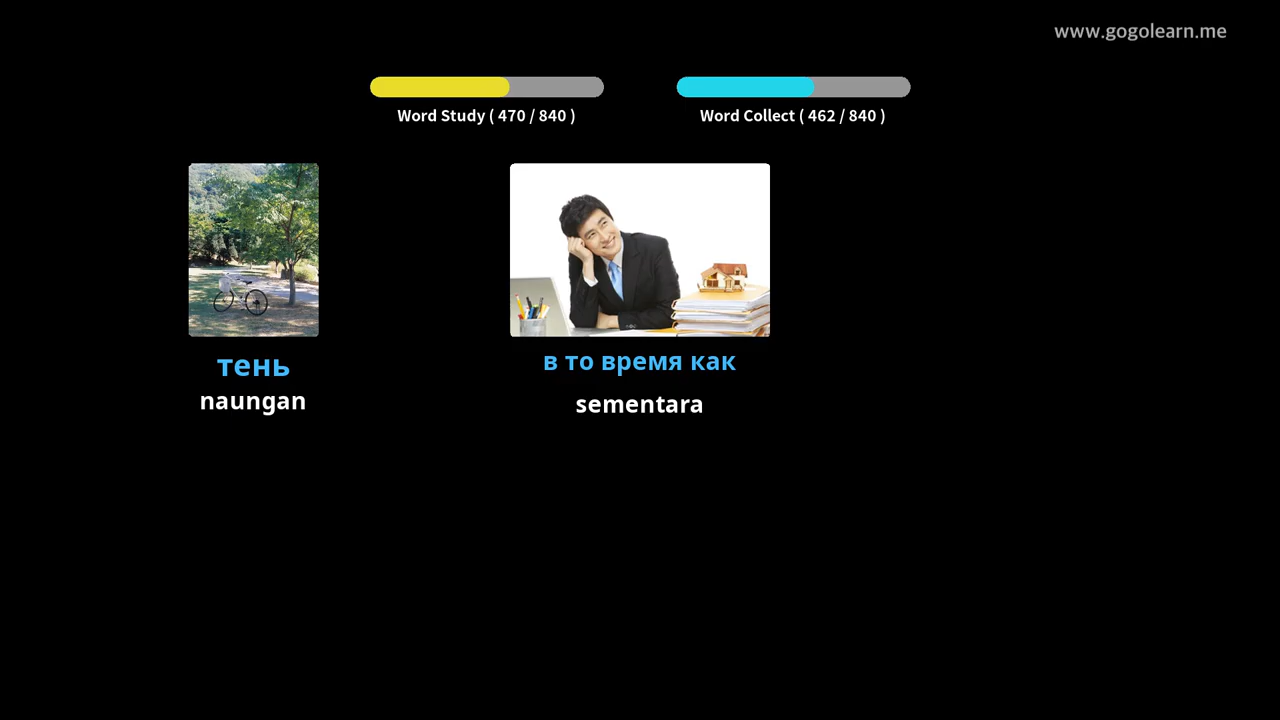 www.gogolearn.me
Word Study ( 470 / 840 )
Word Collect ( 462 / 840 )
тень
naungan
в то время как
sementara